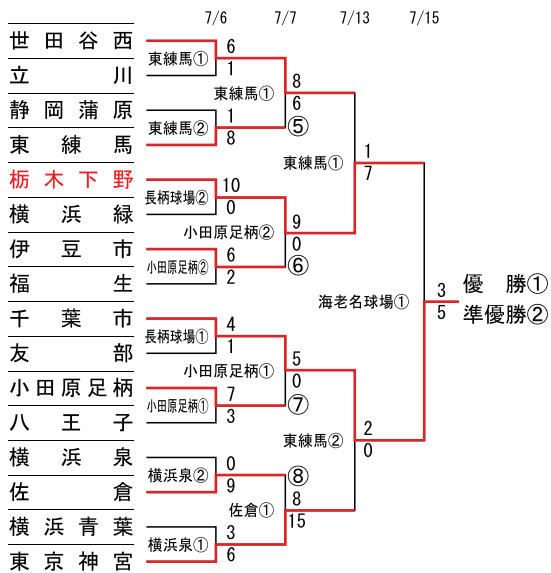 7/6 7/7 7/13 7/15
世田谷西
6
東練馬①
立川
1
8
東練馬①
静岡蒲原
1
6
東練馬②
⑤
東練馬
8
東練馬①
1
7
栃木下野
10
長柄球場②
横浜緑
0
9
小田原足柄②
0
伊豆市
6
小田原足柄②
⑥
福生
2
海老名球場①
3
5
優勝①
準優勝②
千葉市
4
長柄球場①
友部
1
5
小田原足柄①
0
小田原足柄
7
小田原足柄①
⑦
八王子
3
東練馬②
2
0
横浜泉
0
横浜泉②
⑧
佐倉
9
8
佐倉①
15
横浜青葉
3
横浜泉①
東京神宮
6